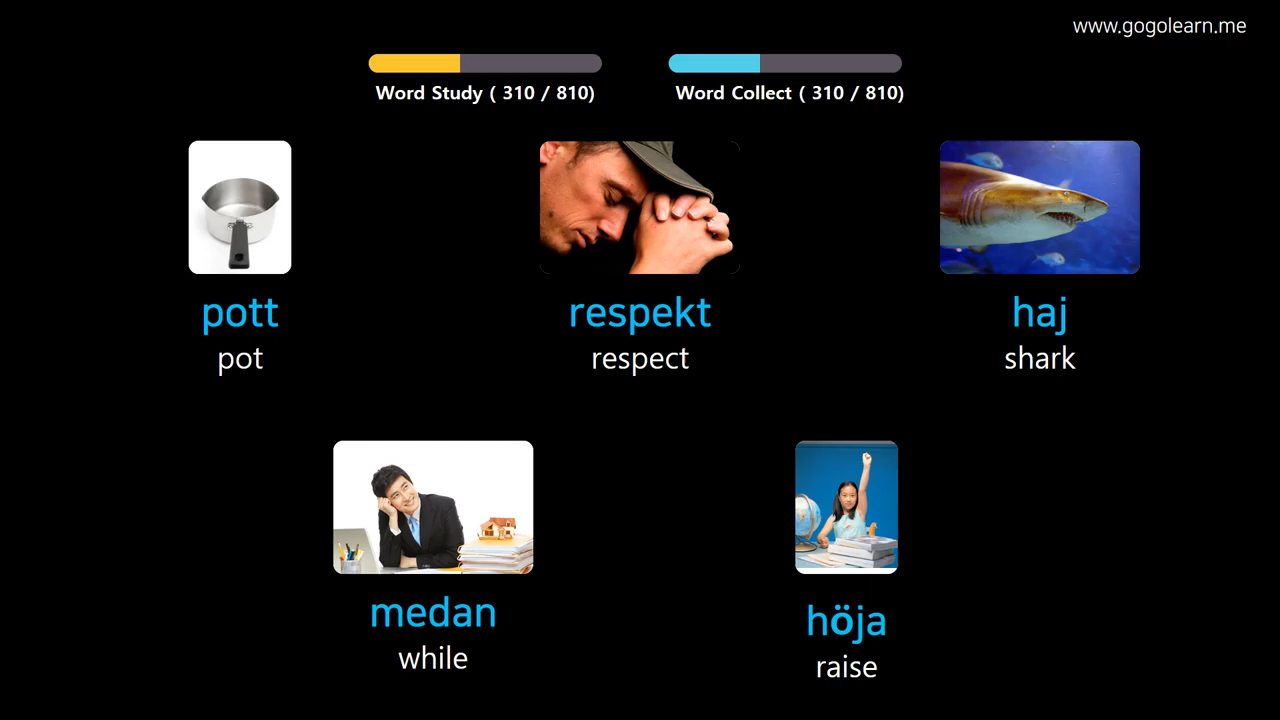 www.gogolearn.me
Word Study ( 310 / 810)
Word Collect ( 310 / 810)
pott
pot
respekt
respect
haj
shark
medan
while
höja
raise